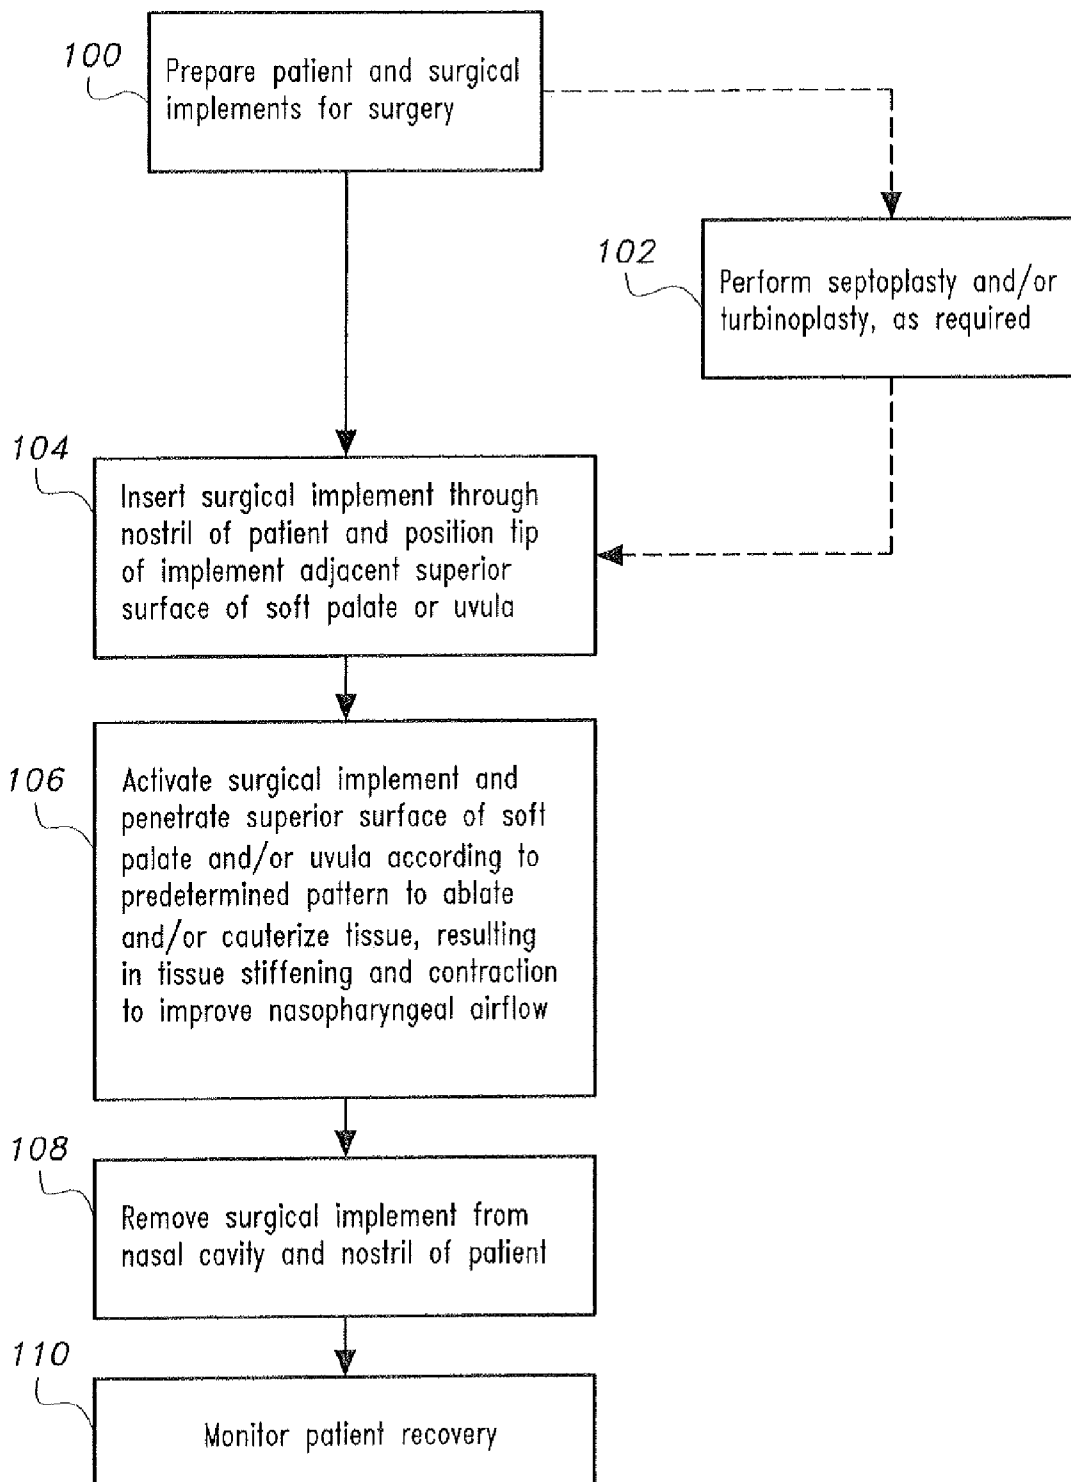 100
Prepare patient and surgical
implements for surgery
102
Perform septoplasty and/or
turbinoplasty, as required
104
Insert surgical implement through
nostril of patient and position tip
of implement adjacent superior
surface of soft palate or uvula
106
Activate surgical implement and
penetrate superior surface of soft
palate and/or uvula according to
predetermined pattern to ablate
and/or cauterize tissue, resulting
in tissue stiffening and contraction
to improve nasopharyngeal airflow
108
Remove surgical implement from
nasal cavity and nostril of patient
110
Monitor patient recovery